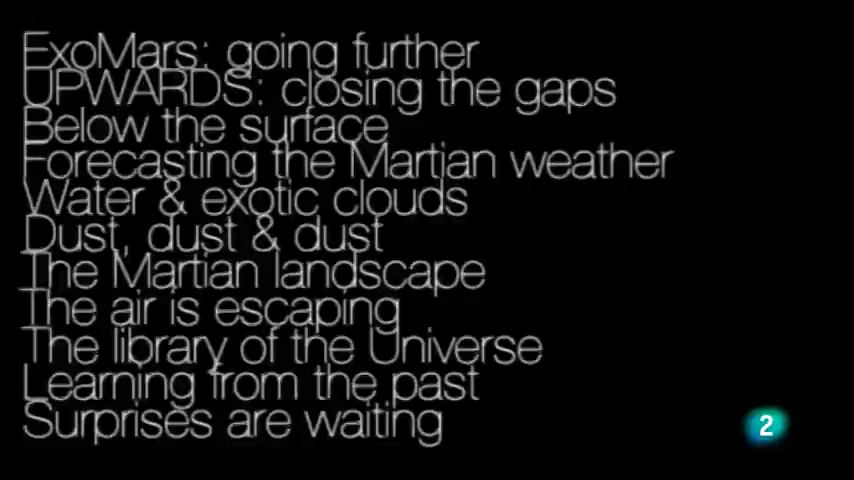 ExoMars: going further
UPWARDS: closing the gaps
Below the surface
Forecasting the Martian weather
Water & exotic clouds
Dust, dust & dust
The Martian landscape
The air is escaping
The library of the Universe
Learning from the past
Surprises are waiting
2